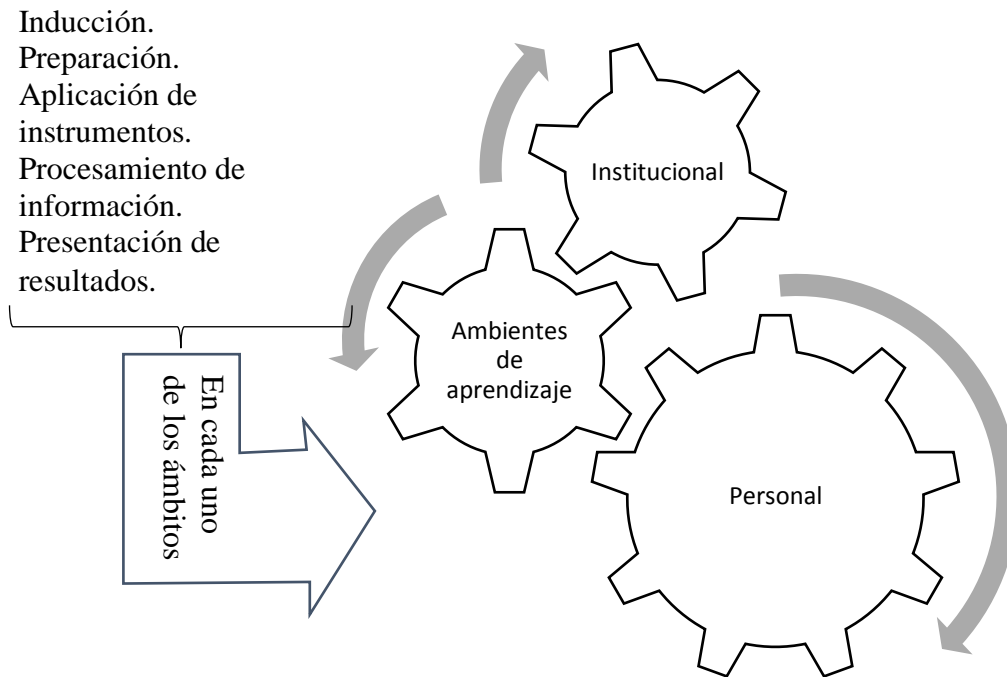 Inducción.
Preparación.
Aplicación de
instrumentos.
Procesamiento de
información.
Presentación de
resultados.
En cada uno
de los ámbitos
Institucional
Ambientes
de
aprendizaje
Personal